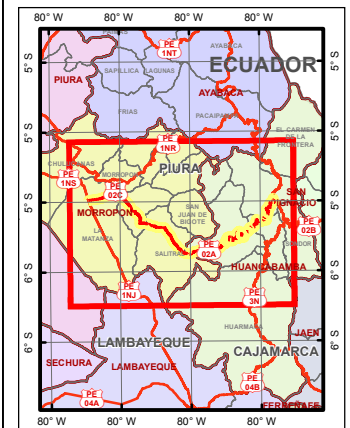 80° W 80° W 80° W 80° W
PAIMAS
PE 1NT
AYABACA
ECUADOR
5° S
5° S
SAPILLICA
LAGUNAS
PIURA
AYABACA
FRIAS
PACAIPAMPA
5° S
5° S
EL CARMEN DE LA FRONTERA
PE 1NR
CHULUCANAS
MORROPON
PIURA
PE 1NS
PE 02C
SAN IGNACIO
5° S
5° S
MORROPON
SAN JUAN DE BIGOTE
PE 02B
LA MATANZA
SALITRAL
PE 02A
HUANCABAMBA
6° S
6° S
PE 1NJ
PE 3N
HUARMACA
JAEN
LAMBAYEQUE
6° S
6° S
CAJAMARCA
SECHURA
LAMBAYEQUE
PE 04B
PE 04A
FERREÑAFE
80° W 80° W 80° W 80° W